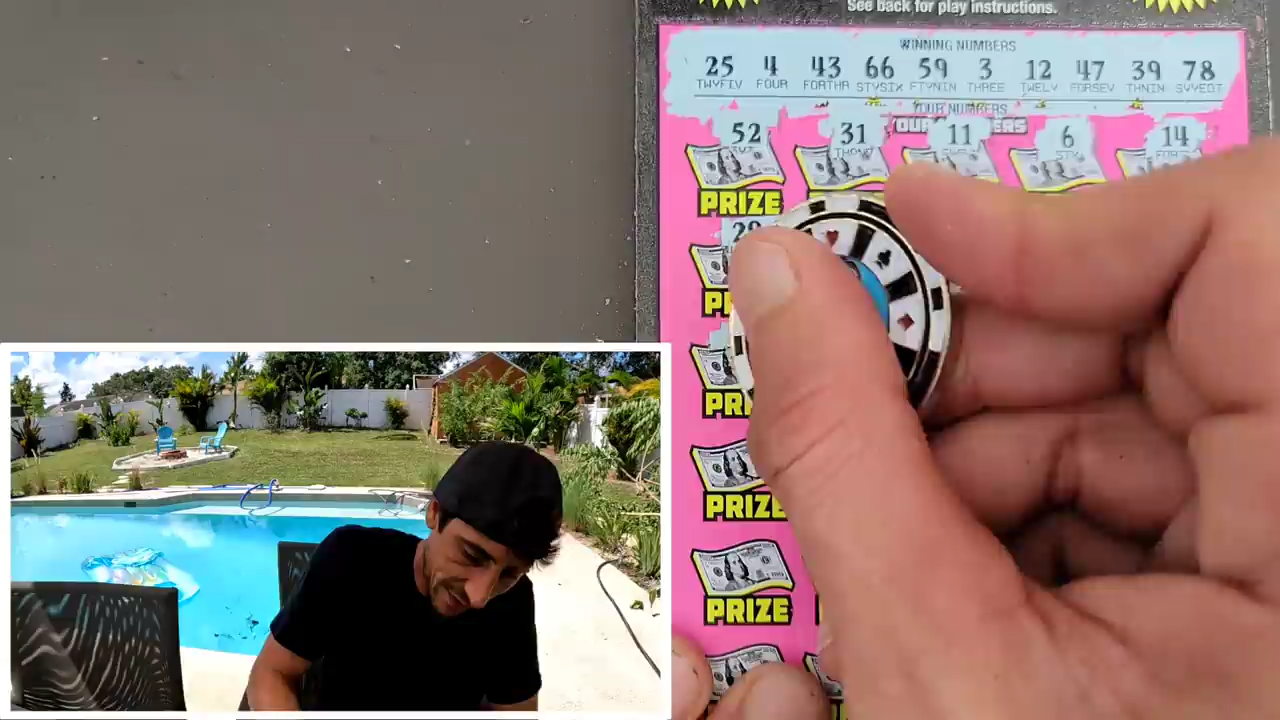 See back for play instructions.
WINNING NUMBERS
25 4 43 66 59 3 12 47 39 78
TWYFIV FOUR FORTHR STYSIX FTYNIN THREE TWELV FORSEV THNIN SVYEGT
YOUR NUMBERS
52 31 11 6 14
PRIZE
29
PRIZE
PRIZE